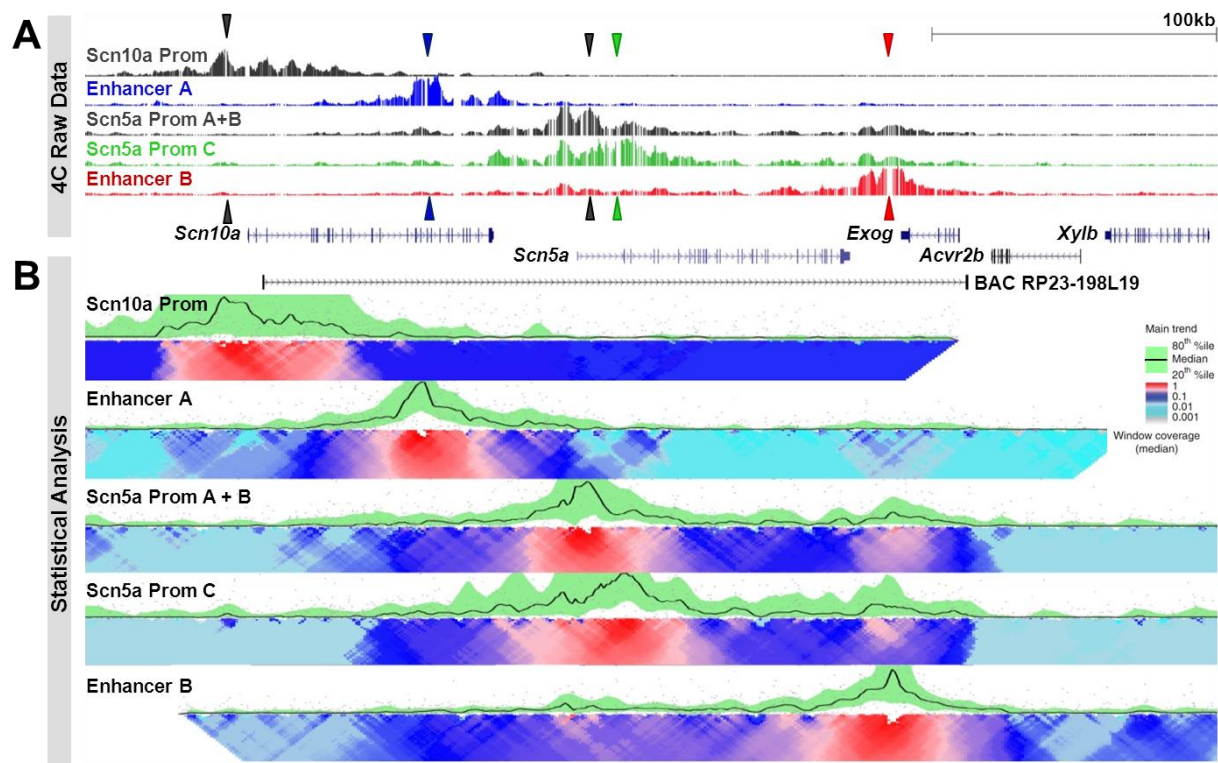 A
4C Raw Data
100kb
Scn10a Prom
Enhancer A
Scn5a Prom A+B
Scn5a Prom C
Enhancer B
Scn10a
Exog
Xylb
Scn5a
Acvr2b
BAC RP23-198L19
B
Statistical Analysis
Scn10a Prom
Main trend
80th %ile
Median
20th %ile
1
0.1
0.01
0.001
Window coverage
(median)
Enhancer A
Scn5a Prom A + B
Scn5a Prom C
Enhancer B